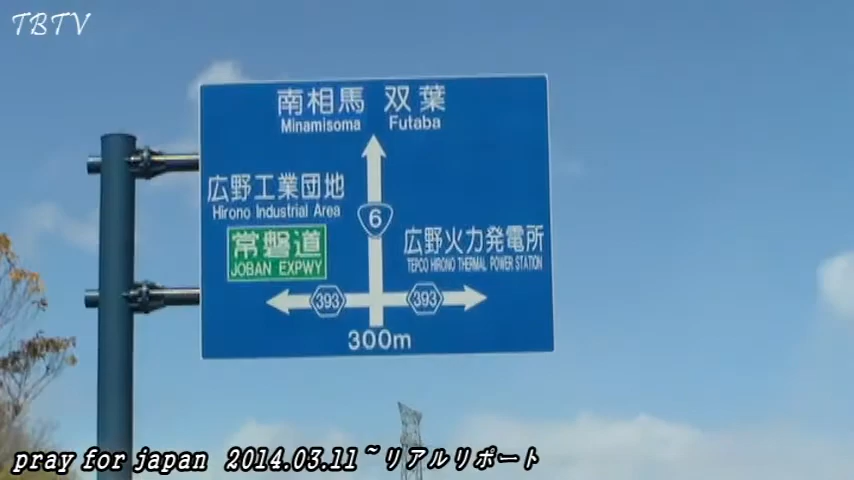 TBTV
南相馬 双葉
Minamisoma Futaba
広野工業団地
Hirono Industrial Area
6
常磐道
JOBAN EXPWY
広野火力発電所
TEPCO HIRONO THERMAL POWER STATION
393 393
300m
pray for japan 2014.03.11~リアルリポート